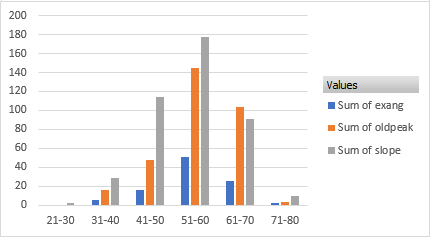 200
180
160
140
120
100
80
60
40
20
0
21-30 31-40 41-50 51-60 61-70 71-80
Values
Sum of exang
Sum of oldpeak
Sum of slope